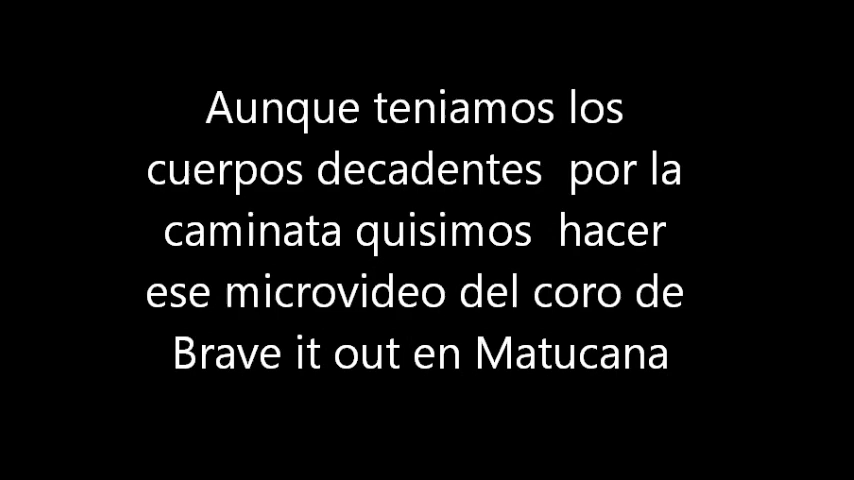 Aunque teniamos los
cuerpos decadentes  por la
caminata quisimos  hacer
ese microvideo del coro de
Brave it out en Matucana